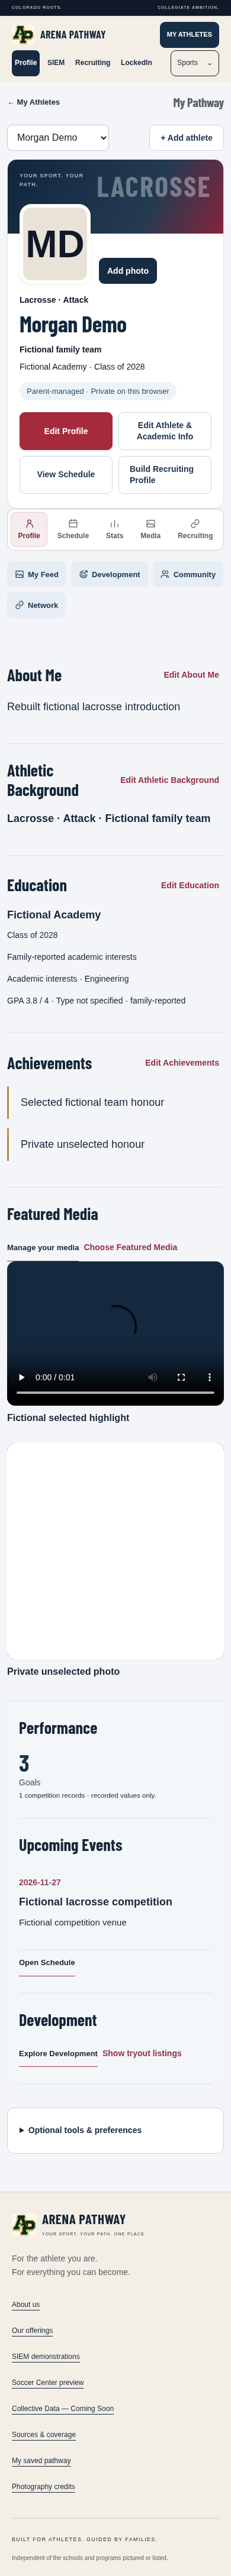 COLORADO ROOTS. COLLEGIATE AMBITION.
AP ARENA PATHWAY MY ATHLETES
Profile SIEM Recruiting LockedIn Sports
← My Athletes My Pathway
Morgan Demo + Add athlete
YOUR SPORT. YOUR
PATH.
LACROSSE
MD
Add photo
Lacrosse · Attack
Morgan Demo
Fictional family team
Fictional Academy · Class of 2028
Parent-managed · Private on this browser
Edit Profile
Edit Athlete &
Academic Info
View Schedule
Build Recruiting
Profile
Profile Schedule Stats Media Recruiting
My Feed Development Community
Network
About Me Edit About Me
Rebuilt fictional lacrosse introduction
Athletic
Background
Edit Athletic Background
Lacrosse · Attack · Fictional family team
Education Edit Education
Fictional Academy
Class of 2028
Family-reported academic interests
Academic interests · Engineering
GPA 3.8 / 4 · Type not specified · family-reported
Achievements Edit Achievements
Selected fictional team honour
Private unselected honour
Featured Media
Manage your media Choose Featured Media
0:00 / 0:01
Fictional selected highlight
Private unselected photo
Performance
3
Goals
1 competition records · recorded values only.
Upcoming Events
2026-11-27
Fictional lacrosse competition
Fictional competition venue
Open Schedule
Development
Explore Development Show tryout listings
▶ Optional tools & preferences
AP ARENA PATHWAY
YOUR SPORT. YOUR PATH. ONE PLACE.
For the athlete you are.
For everything you can become.
About us
Our offerings
SIEM demonstrations
Soccer Center preview
Collective Data — Coming Soon
Sources & coverage
My saved pathway
Photography credits
BUILT FOR ATHLETES. GUIDED BY FAMILIES.
Independent of the schools and programs pictured or listed.